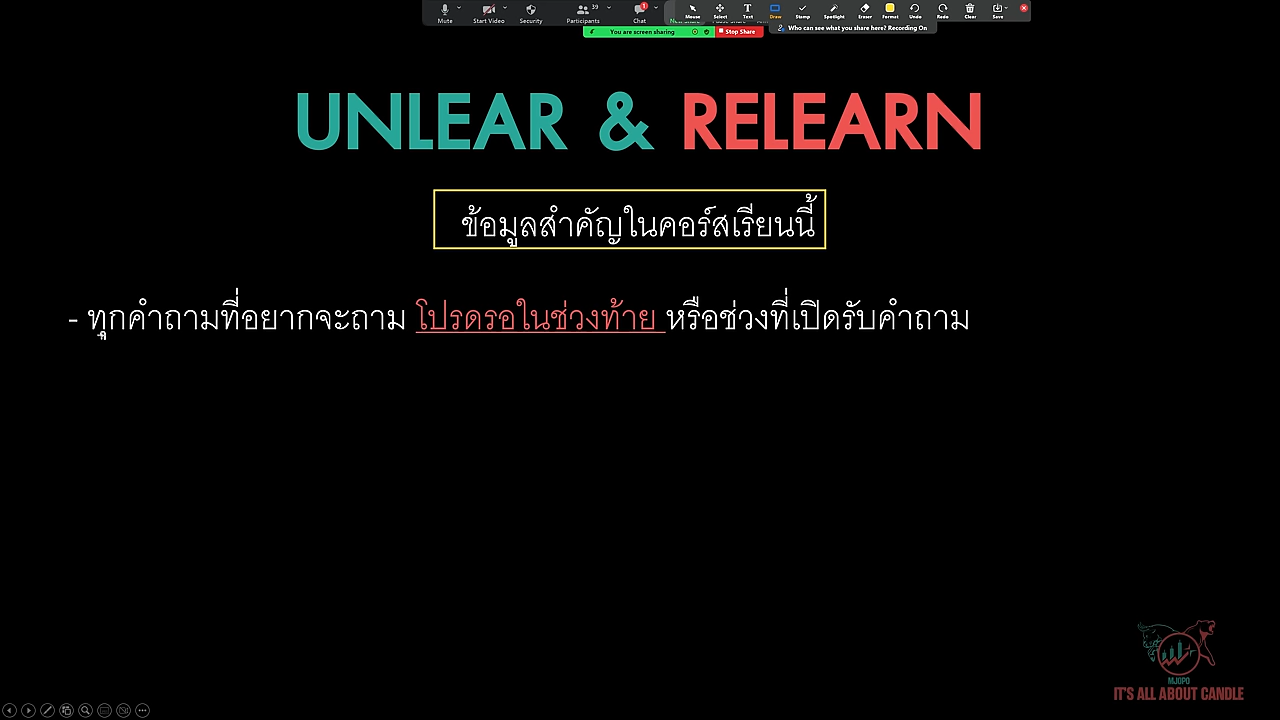 Mute Start Video Security Participants 39 Chat 1 Mouse Select Text Draw Stamp Spotlight Eraser Format Undo Redo Clear Save
You are screen sharing Stop Share Who can see what you share here? Recording On
UNLEAR & RELEARN
ข้อมูลสำคัญในคอร์สเรียนนี้
- ทุกคำถามที่อยากจะถาม โปรดรอในช่วงท้าย หรือช่วงที่เปิดรับคำถาม
MJOPO
IT'S ALL ABOUT CANDLE